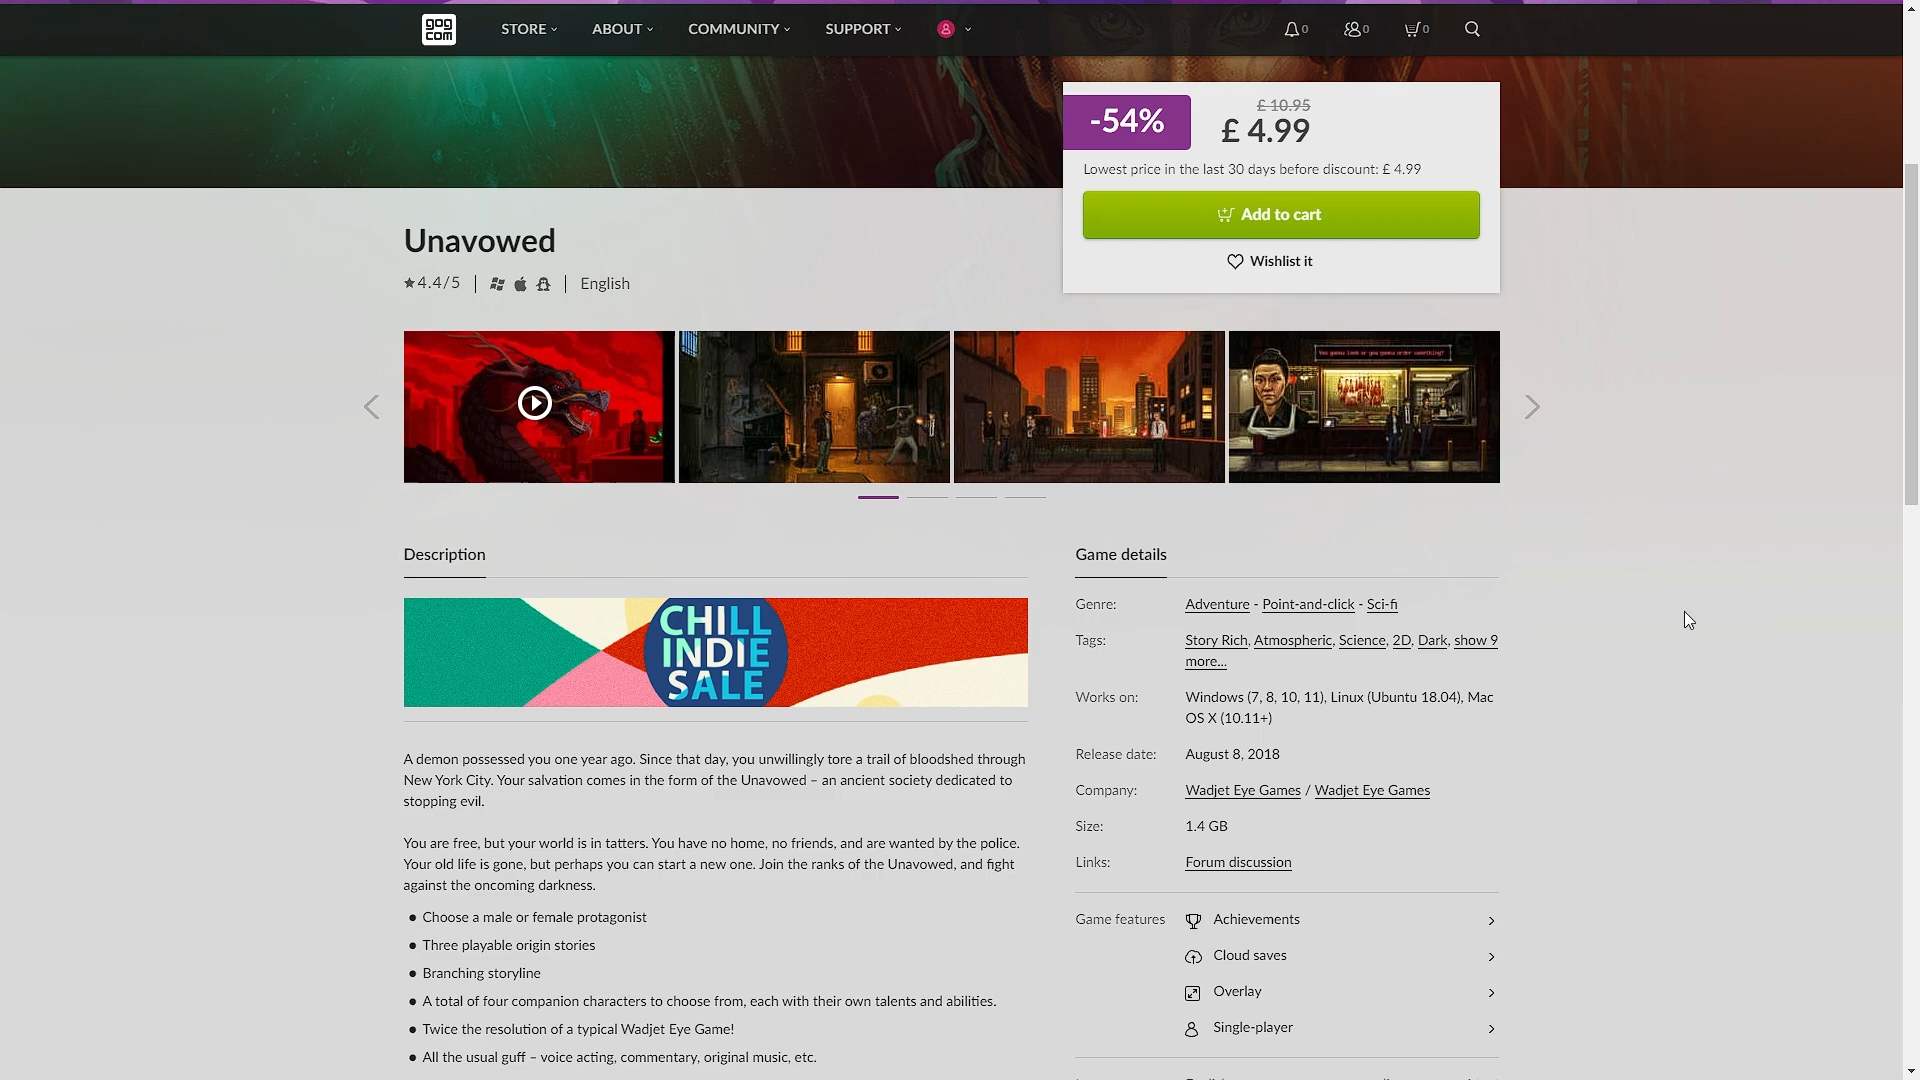 gog
com
STORE
ABOUT
COMMUNITY
SUPPORT
0
0
0
-54%
£ 10.95
£ 4.99
Lowest price in the last 30 days before discount: £ 4.99
Add to cart
Wishlist it
Unavowed
4.4/5
English
You gonna look or you gonna order something?
Description
Game details
CHILL
INDIE
SALE
Genre:
Adventure - Point-and-click - Sci-fi
Tags:
Story Rich, Atmospheric, Science, 2D, Dark, show 9
more...
Works on:
Windows (7, 8, 10, 11), Linux (Ubuntu 18.04), Mac
OS X (10.11+)
Release date:
August 8, 2018
Company:
Wadjet Eye Games / Wadjet Eye Games
Size:
1.4 GB
Links:
Forum discussion
A demon possessed you one year ago. Since that day, you unwillingly tore a trail of bloodshed through
New York City. Your salvation comes in the form of the Unavowed – an ancient society dedicated to
stopping evil.
You are free, but your world is in tatters. You have no home, no friends, and are wanted by the police.
Your old life is gone, but perhaps you can start a new one. Join the ranks of the Unavowed, and fight
against the oncoming darkness.
● Choose a male or female protagonist
● Three playable origin stories
● Branching storyline
● A total of four companion characters to choose from, each with their own talents and abilities.
● Twice the resolution of a typical Wadjet Eye Game!
● All the usual guff – voice acting, commentary, original music, etc.
Game features
Achievements
Cloud saves
Overlay
Single-player